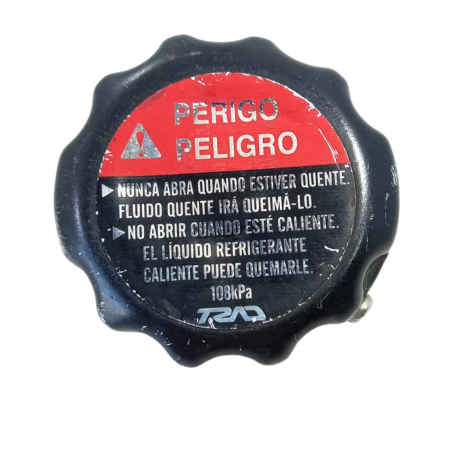 PERIGO
PELIGRO
NUNCA ABRA QUANDO ESTIVER QUENTE.
FLUIDO QUENTE IRÁ QUEIMÁ-LO.
NO ABRIR CUANDO ESTÉ CALIENTE.
EL LÍQUIDO REFRIGERANTE
CALIENTE PUEDE QUEMARLE.
108kPa